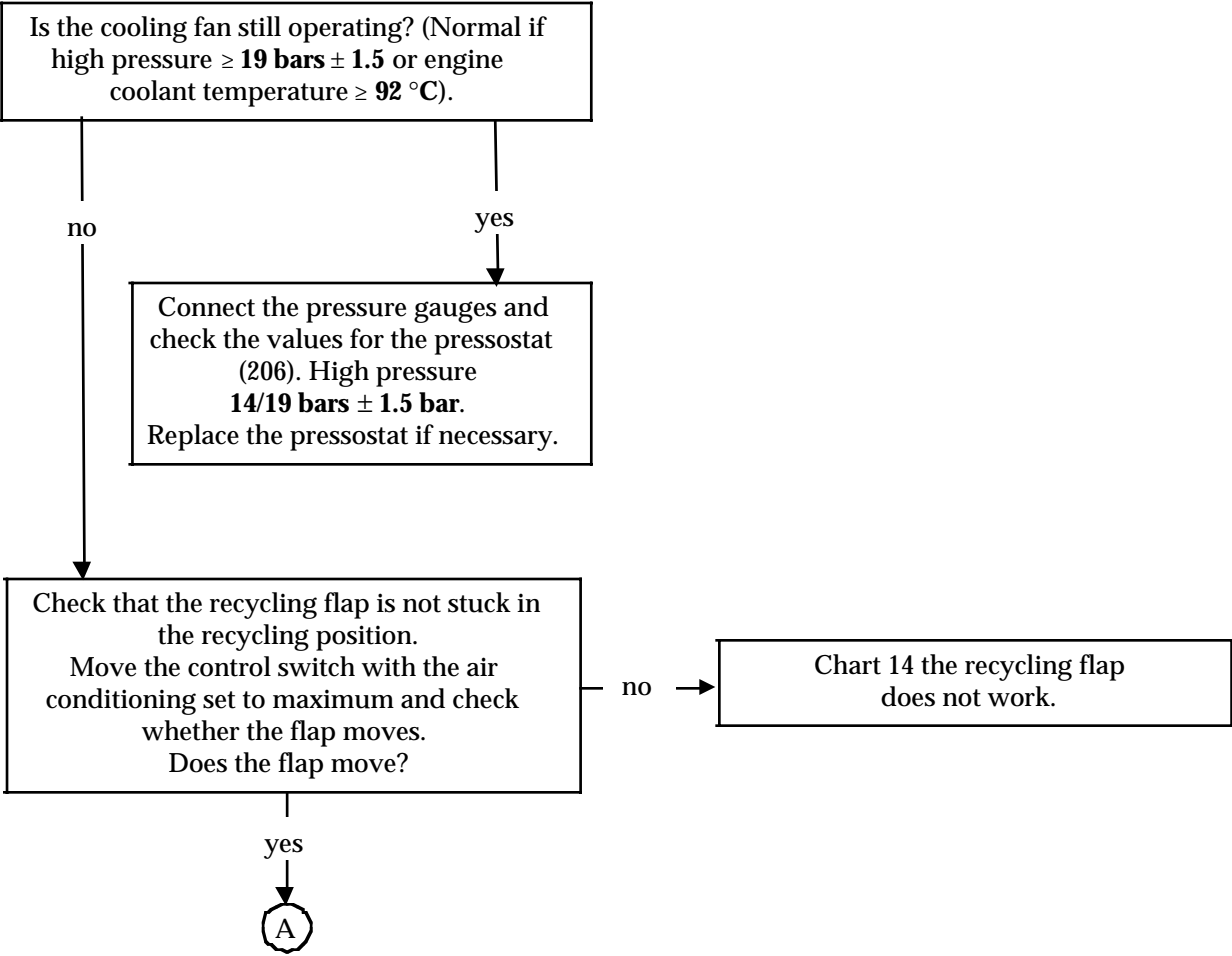 Is the cooling fan still operating? (Normal if
high pressure ≥ 19 bars ± 1.5 or engine
coolant temperature ≥ 92 °C).
no
yes
Connect the pressure gauges and
check the values for the pressostat
(206). High pressure
14/19 bars ± 1.5 bar.
Replace the pressostat if necessary.
Check that the recycling flap is not stuck in
the recycling position.
Move the control switch with the air
conditioning set to maximum and check
whether the flap moves.
Does the flap move?
no
Chart 14 the recycling flap
does not work.
yes
A